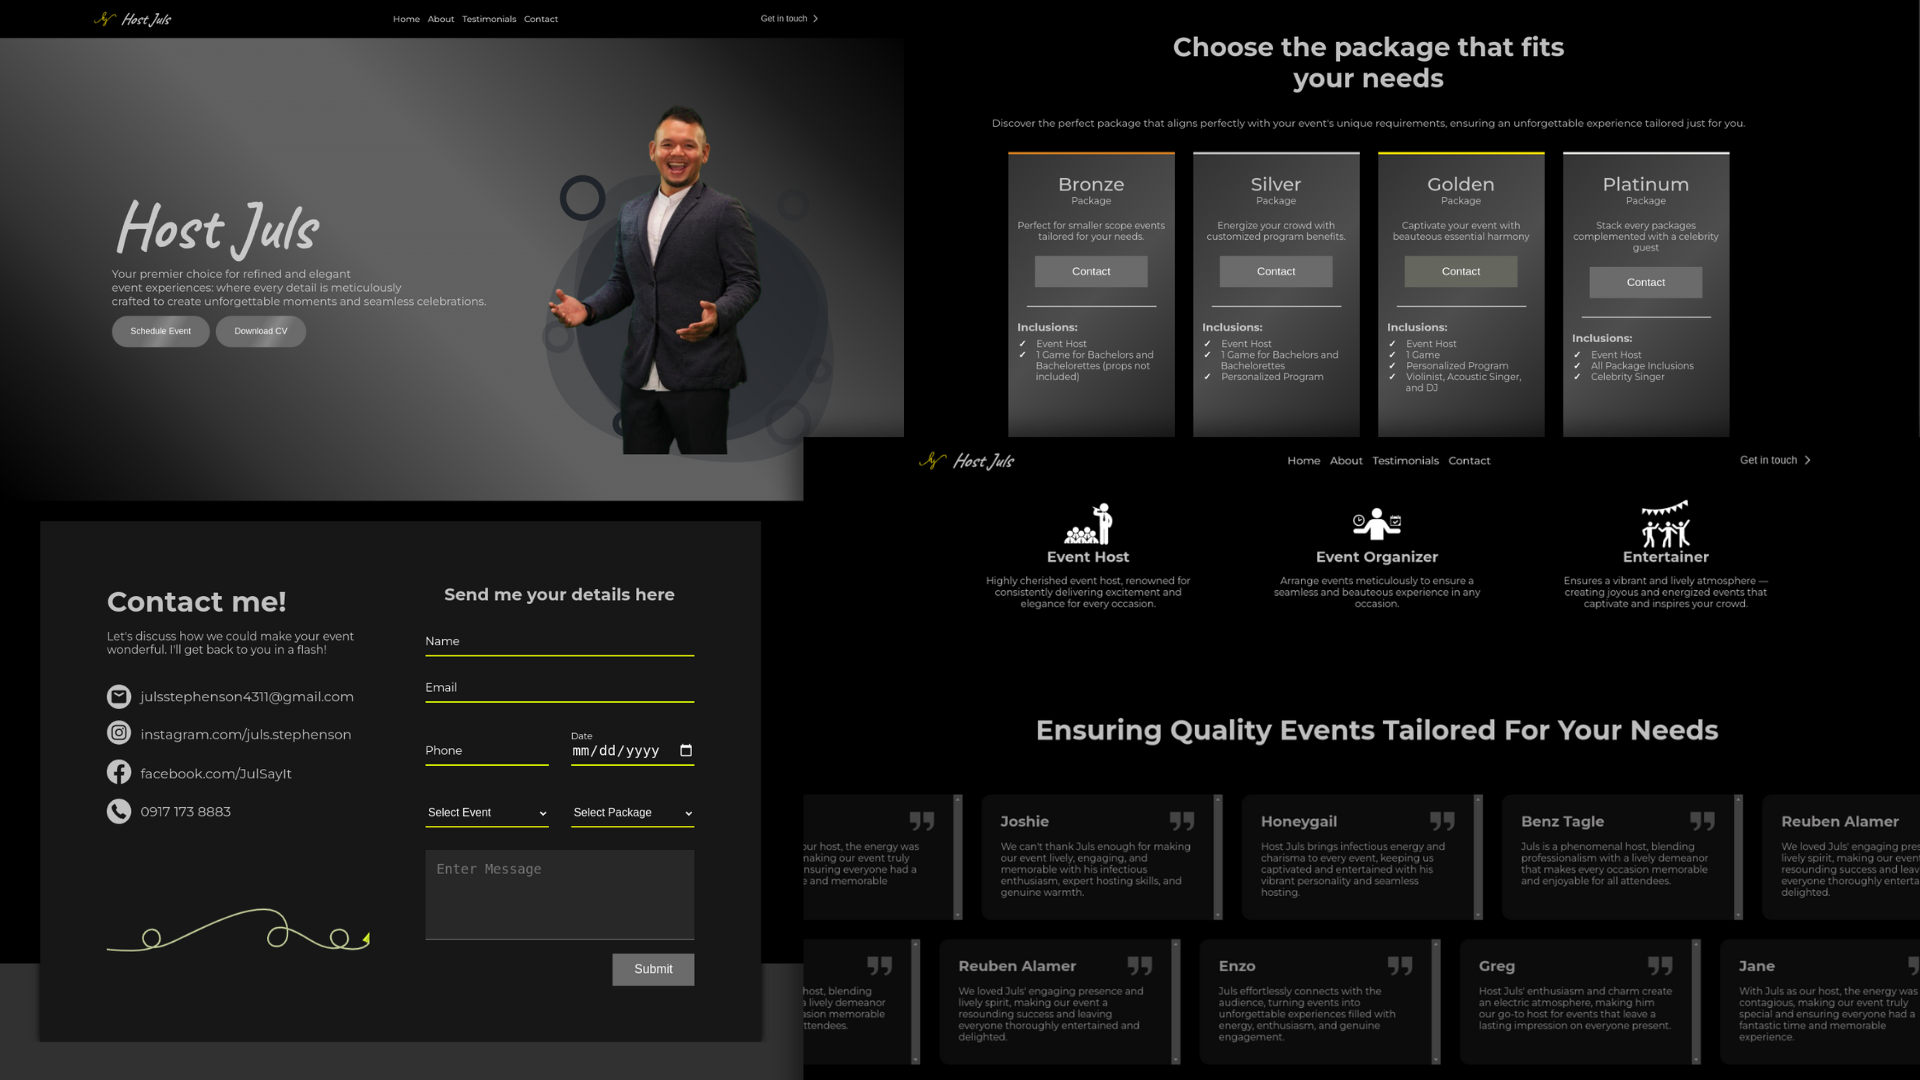 Host Juls
Home About Testimonials Contact
Get in touch
Host Juls
Your premier choice for refined and elegant
event experiences: where every detail is meticulously
crafted to create unforgettable moments and seamless celebrations.
Schedule Event
Download CV
Choose the package that fits
your needs
Discover the perfect package that aligns perfectly with your event's unique requirements, ensuring an unforgettable experience tailored just for you.
Bronze
Package
Perfect for smaller scope events
tailored for your needs.
Contact
Inclusions:
✓ Event Host
✓ 1 Game for Bachelors and
Bachelorettes (props not
included)
Silver
Package
Energize your crowd with
customized program benefits.
Contact
Inclusions:
✓ Event Host
✓ 1 Game for Bachelors and
Bachelorettes
✓ Personalized Program
Golden
Package
Captivate your event with
beauteous essential harmony
Contact
Inclusions:
✓ Event Host
✓ 1 Game
✓ Personalized Program
✓ Violinist, Acoustic Singer,
and DJ
Platinum
Package
Stack every packages
complemented with a celebrity
guest
Contact
Inclusions:
✓ Event Host
✓ All Package Inclusions
✓ Celebrity Singer
Contact me!
Let's discuss how we could make your event
wonderful. I'll get back to you in a flash!
julsstephenson4311@gmail.com
instagram.com/juls.stephenson
facebook.com/JulSayIt
0917 173 8883
Send me your details here
Name
Email
Phone
Date
mm/dd/yyyy
Select Event
Select Package
Enter Message
Submit
Host Juls
Home About Testimonials Contact
Get in touch
Event Host
Highly cherished event host, renowned for
consistently delivering excitement and
elegance for every occasion.
Event Organizer
Arrange events meticulously to ensure a
seamless and beauteous experience in any
occasion.
Entertainer
Ensures a vibrant and lively atmosphere —
creating joyous and energized events that
captivate and inspires your crowd.
Ensuring Quality Events Tailored For Your Needs
our host, the energy was
making our event truly
ensuring everyone had a
e and memorable
Joshie
We can't thank Juls enough for making
our event lively, engaging, and
memorable with his infectious
enthusiasm, expert hosting skills, and
genuine warmth.
Honeygail
Host Juls brings infectious energy and
charisma to every event, keeping us
captivated and entertained with his
vibrant personality and seamless
hosting.
Benz Tagle
Juls is a phenomenal host, blending
professionalism with a lively demeanor
that makes every occasion memorable
and enjoyable for all attendees.
Reuben Alamer
We loved Juls' engaging pres
lively spirit, making our event
resounding success and leav
everyone thoroughly enterta
delighted.
host, blending
a lively demeanor
asion memorable
ttendees.
Reuben Alamer
We loved Juls' engaging presence and
lively spirit, making our event a
resounding success and leaving
everyone thoroughly entertained and
delighted.
Enzo
Juls effortlessly connects with the
audience, turning events into
unforgettable experiences filled with
energy, enthusiasm, and genuine
engagement.
Greg
Host Juls' enthusiasm and charm create
an electric atmosphere, making him
our go-to host for events that leave a
lasting impression on everyone present.
Jane
With Juls as our host, the energy was
contagious, making our event truly
special and ensuring everyone had a
fantastic time and memorable
experience.